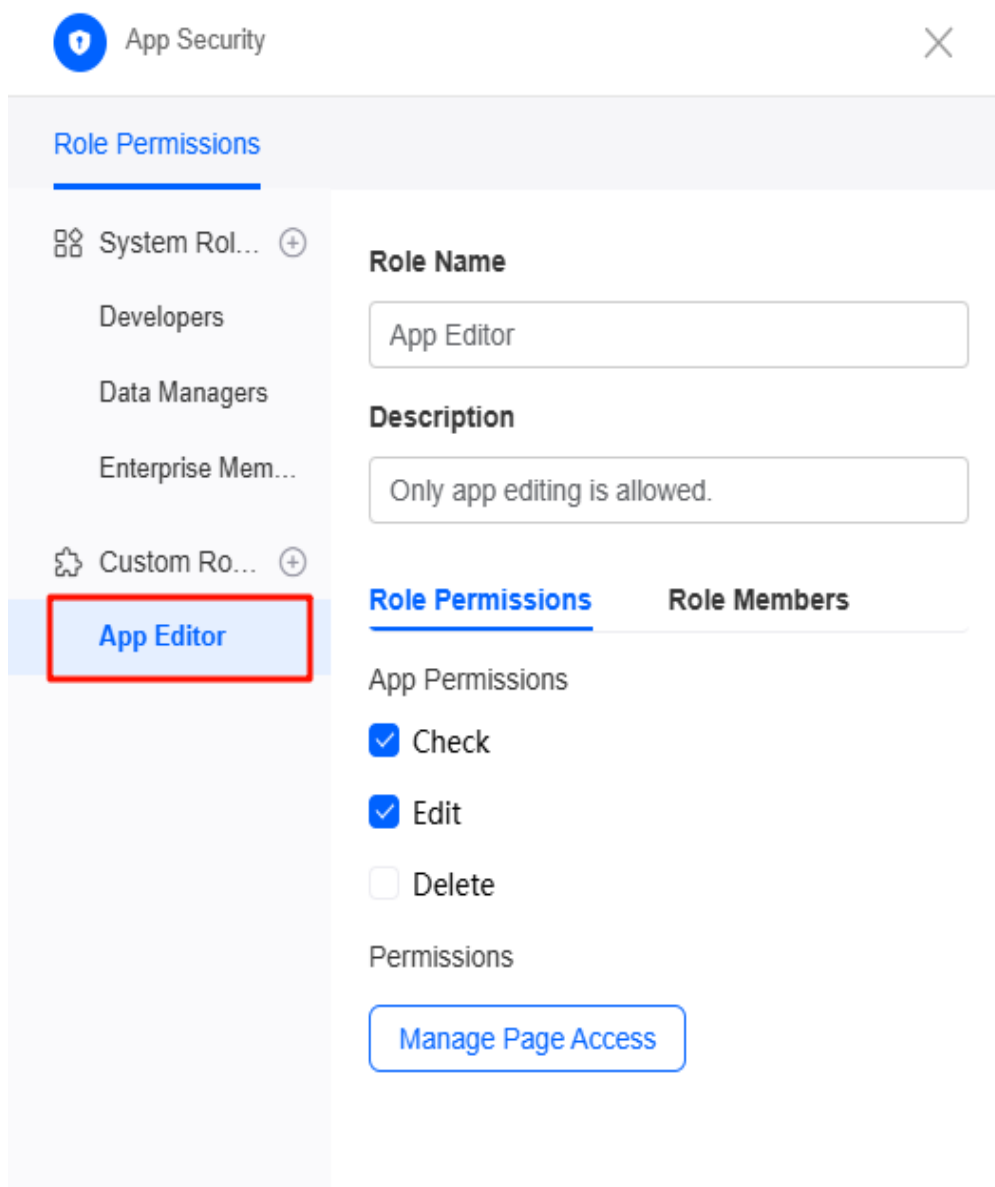 App Security
Role Permissions
System Rol...
Developers
Data Managers
Enterprise Mem...
Custom Ro...
App Editor
Role Name
App Editor
Description
Only app editing is allowed.
Role Permissions Role Members
App Permissions
Check
Edit
Delete
Permissions
Manage Page Access